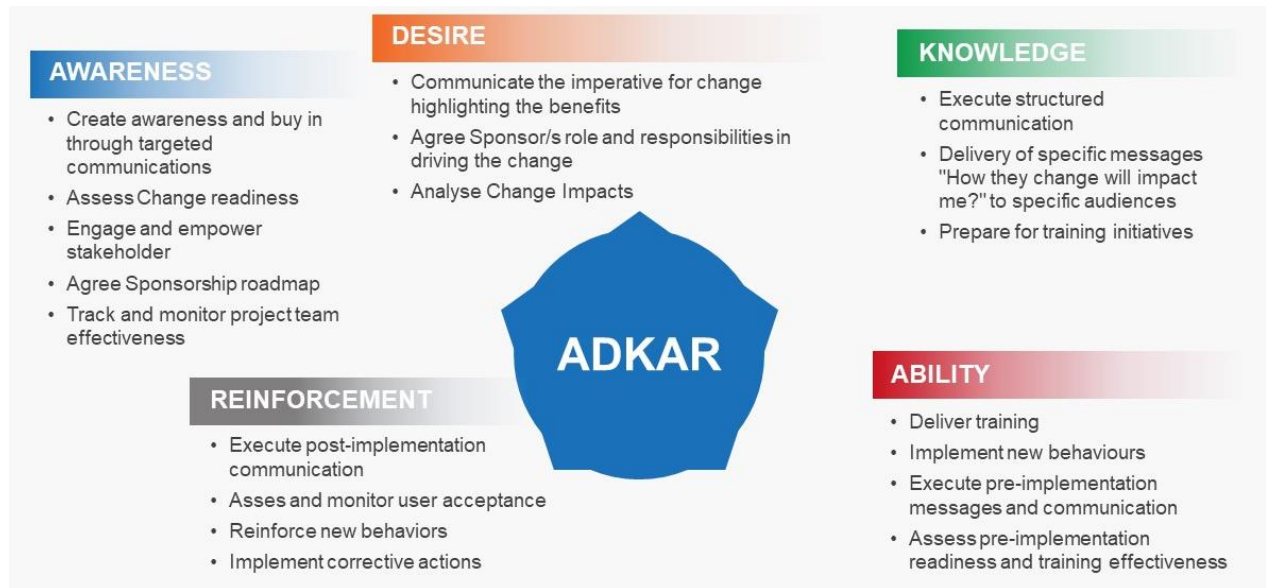 AWARENESS
• Create awareness and buy in
through targeted
communications
• Assess Change readiness
• Engage and empower
stakeholder
• Agree Sponsorship roadmap
• Track and monitor project team
effectiveness
DESIRE
• Communicate the imperative for change
highlighting the benefits
• Agree Sponsor/s role and responsibilities in
driving the change
• Analyse Change Impacts
KNOWLEDGE
• Execute structured
communication
• Delivery of specific messages
"How they change will impact
me?" to specific audiences
• Prepare for training initiatives
ADKAR
ABILITY
• Deliver training
• Implement new behaviours
• Execute pre-implementation
messages and communication
• Assess pre-implementation
readiness and training effectiveness
REINFORCEMENT
• Execute post-implementation
communication
• Asses and monitor user acceptance
• Reinforce new behaviors
• Implement corrective actions